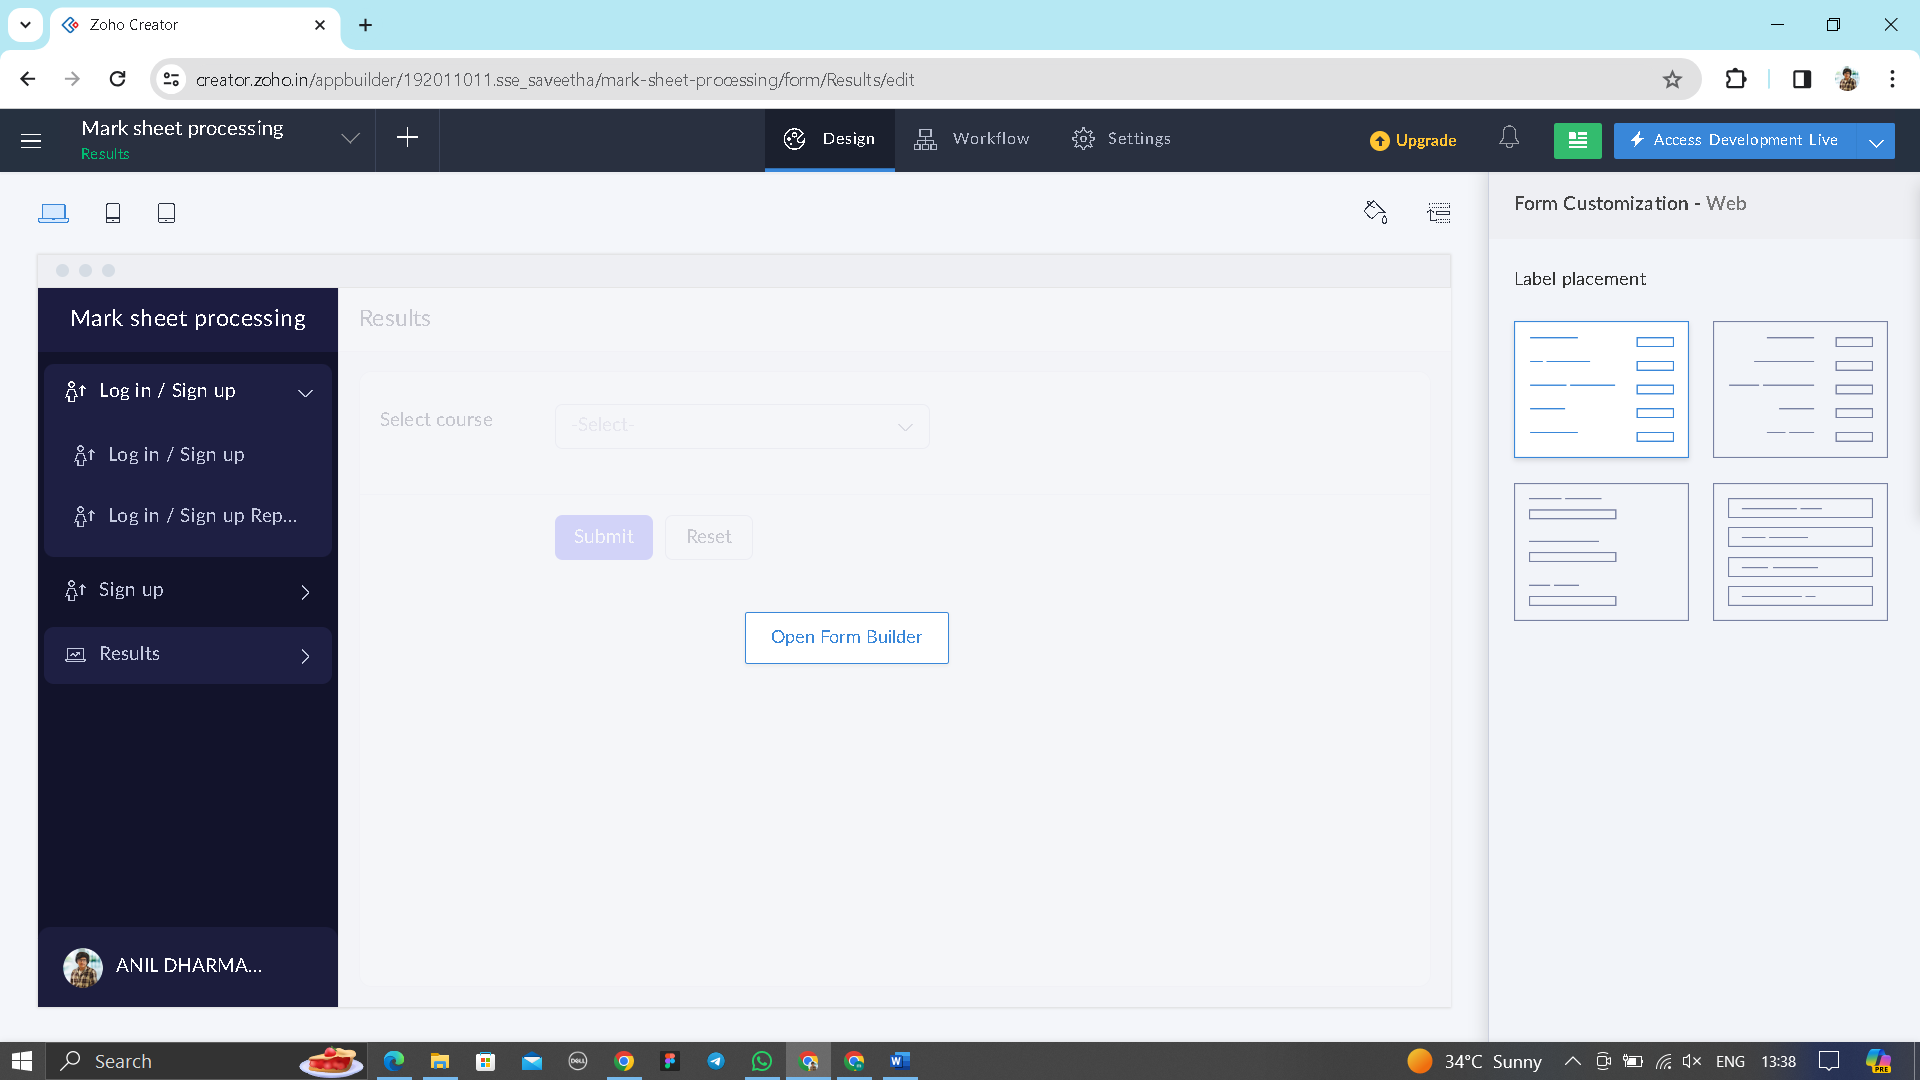 Zoho Creator
creator.zoho.in/appbuilder/192011011.sse_saveetha/mark-sheet-processing/form/Results/edit
Mark sheet processing
Results
Design
Workflow
Settings
Upgrade
Access Development Live
Form Customization - Web
Label placement
Mark sheet processing
Log in / Sign up
Log in / Sign up
Log in / Sign up Rep...
Sign up
Results
ANIL DHARMA...
Results
Select course
-Select-
Submit
Reset
Open Form Builder
Search
DELL
34°C Sunny
ENG
13:38
PRE